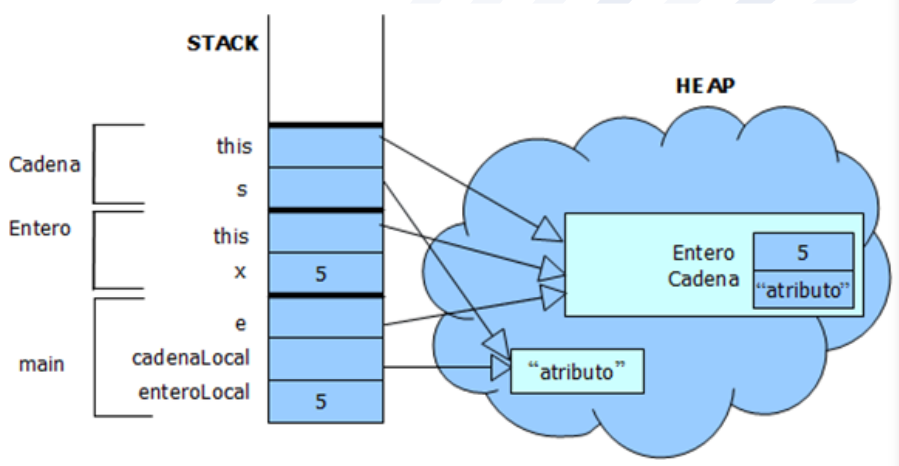 STACK
HEAP
Cadena
this
s
Entero
this
x
5
main
e
cadenaLocal
enteroLocal
5
Entero
5
Cadena
“atributo”
“atributo”